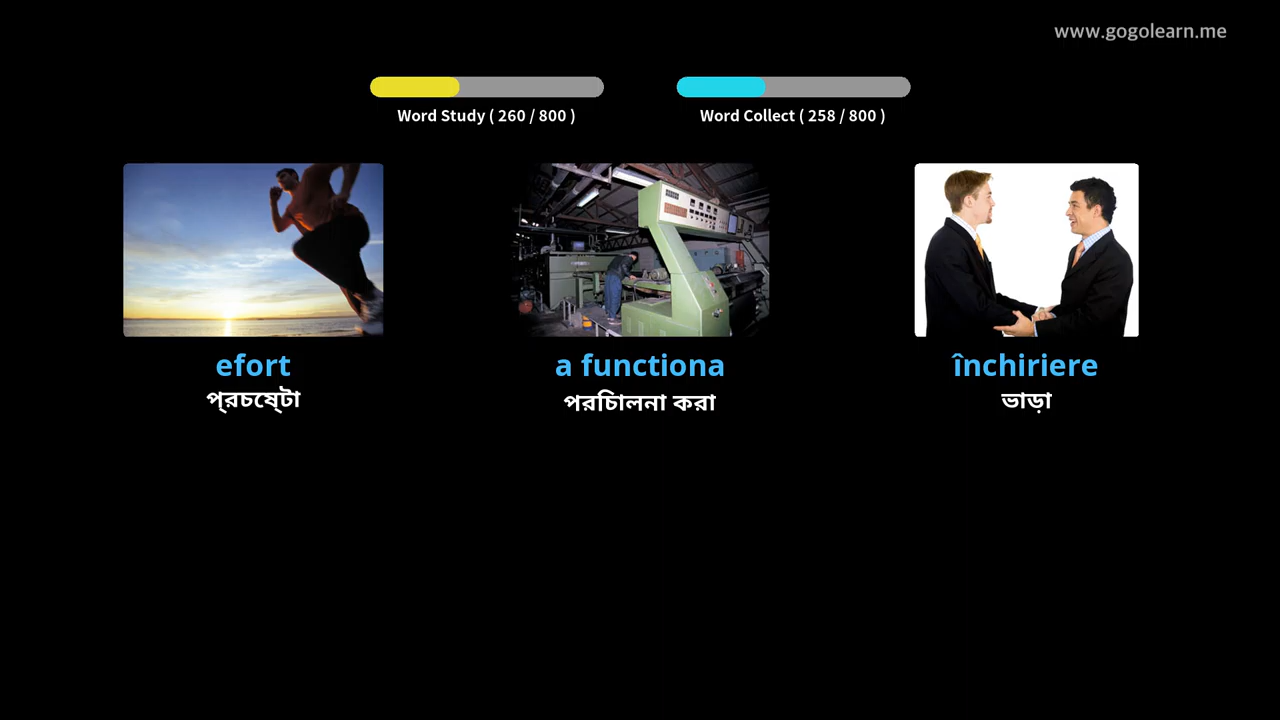 www.gogolearn.me
Word Study ( 260 / 800 )
Word Collect ( 258 / 800 )
efort
a functiona
închiriere
প্রচেষ্টা
পরিচালনা করা
ভাড়া